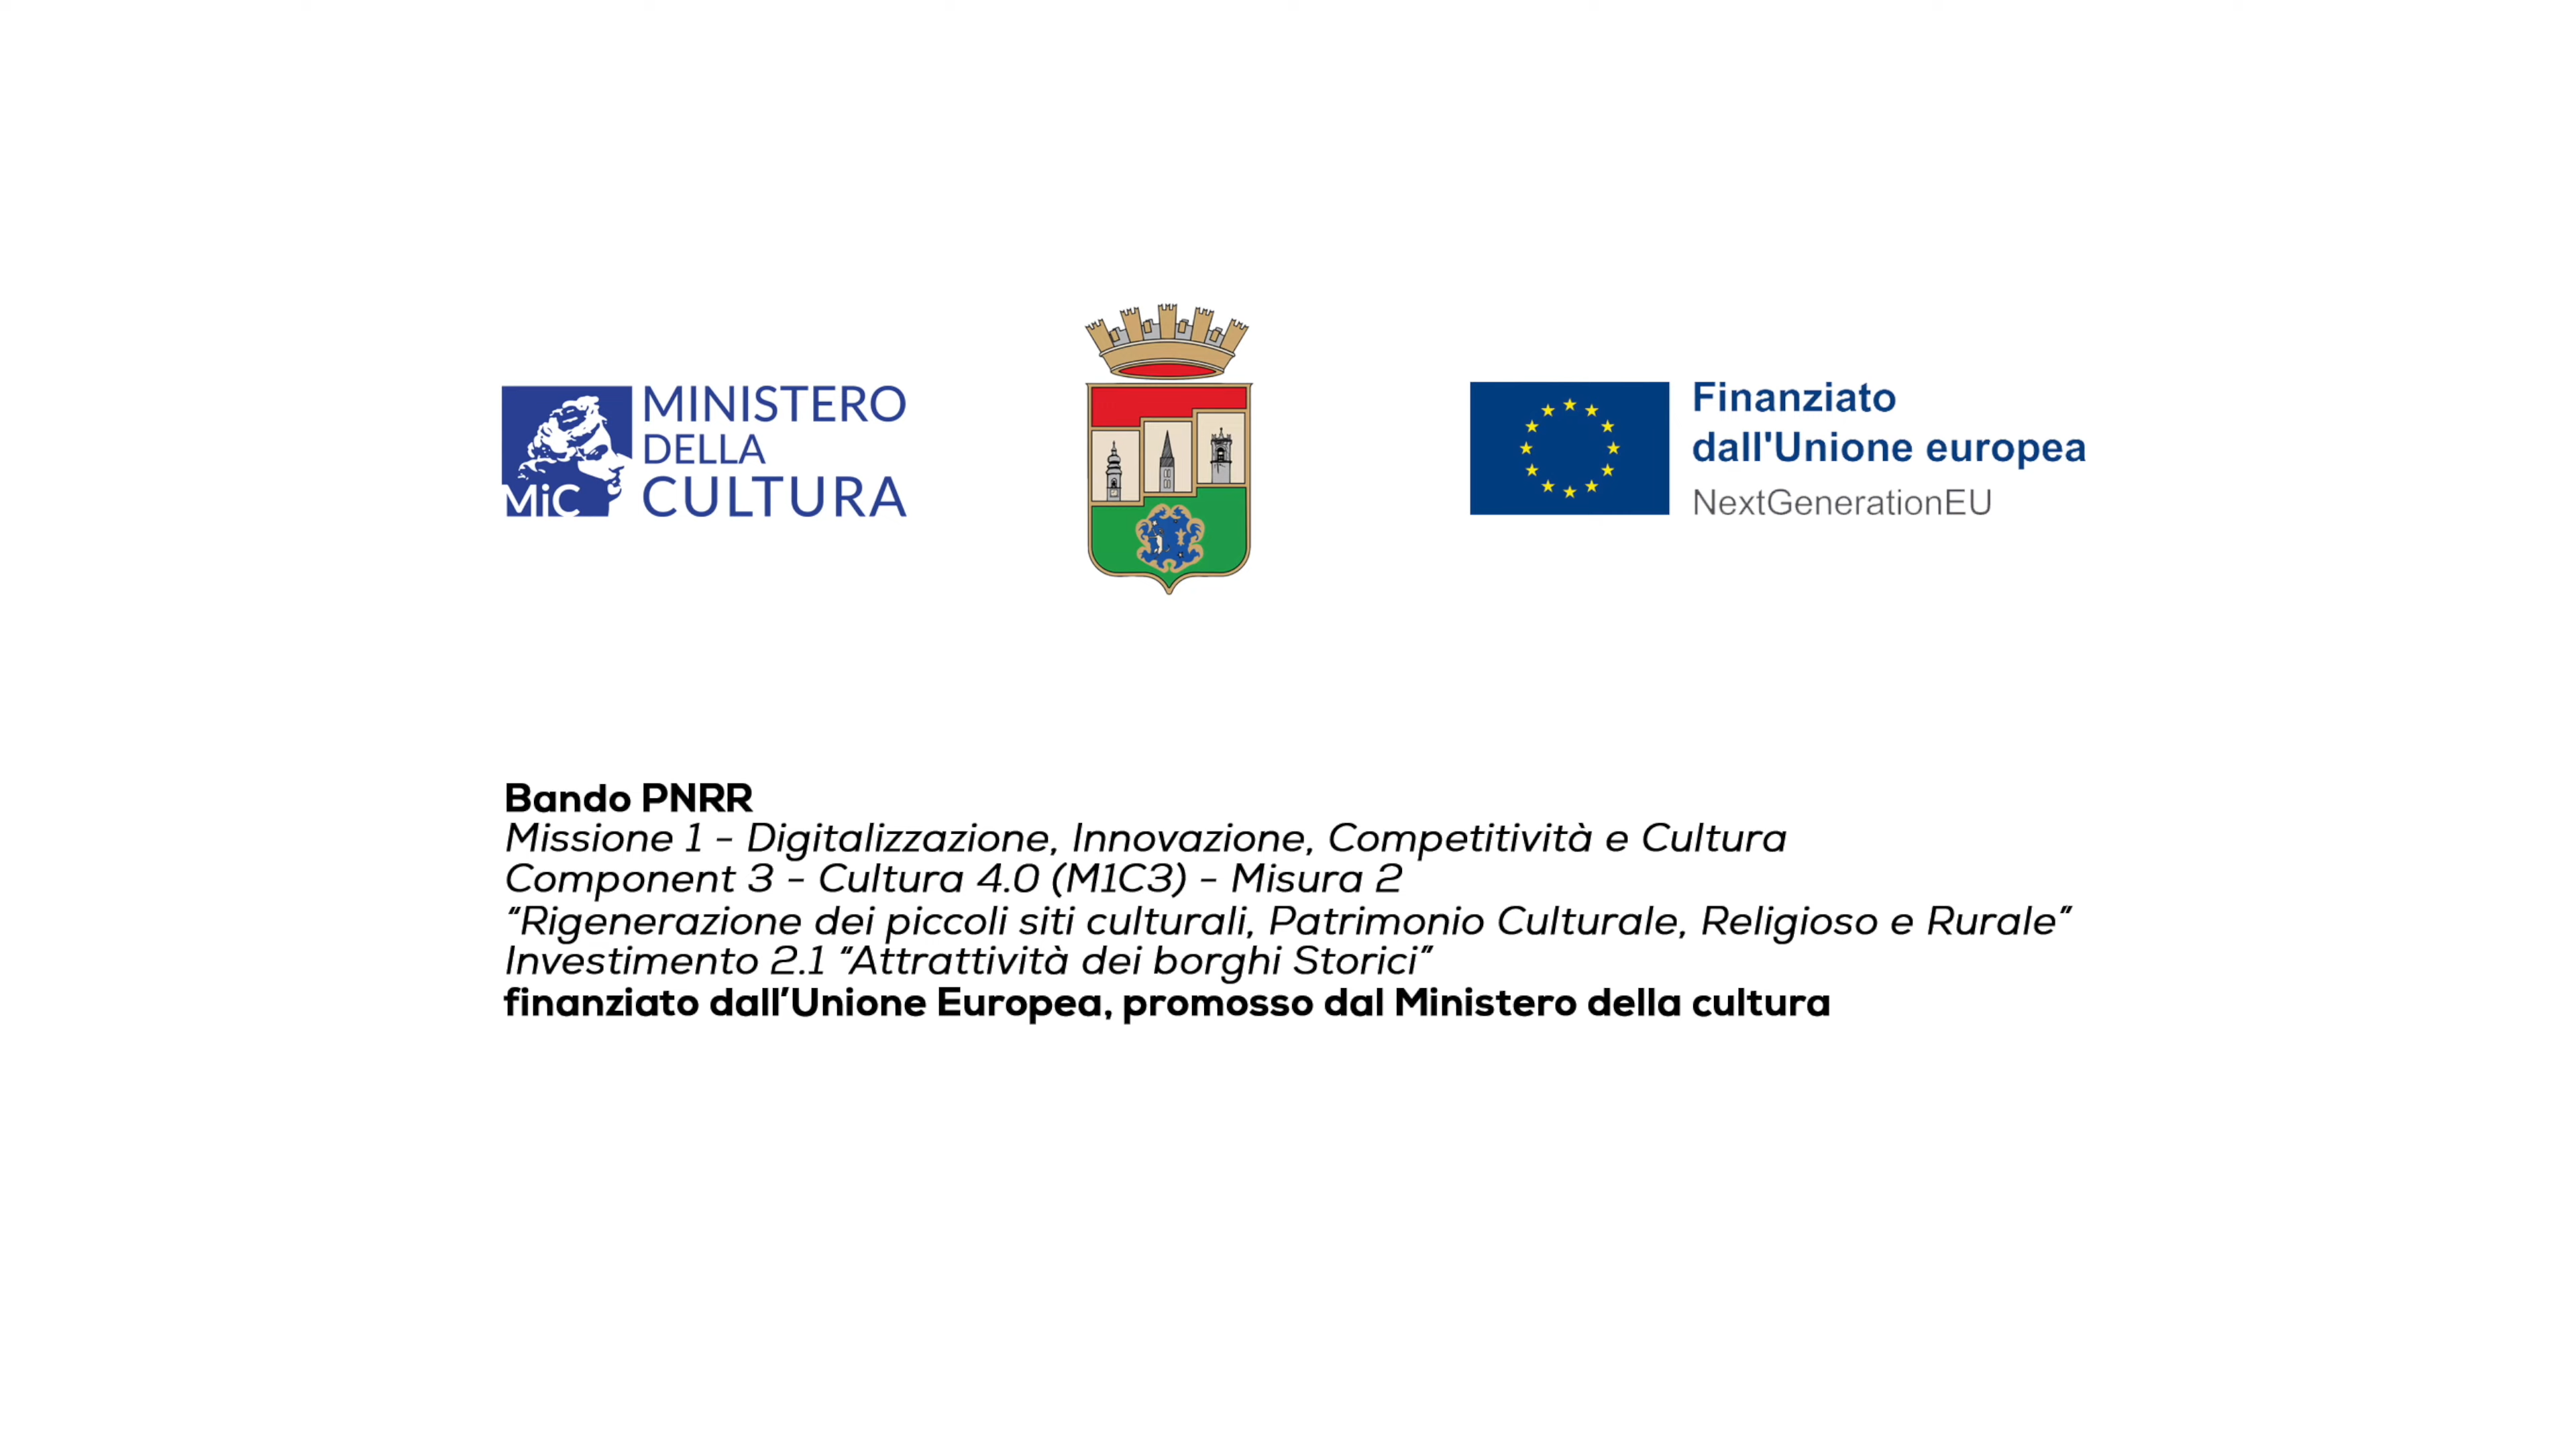 MiC
MINISTERO
DELLA
CULTURA
Finanziato
dall'Unione europea
NextGenerationEU
Bando PNRR
Missione 1 - Digitalizzazione, Innovazione, Competitività e Cultura
Component 3 - Cultura 4.0 (M1C3) - Misura 2
“Rigenerazione dei piccoli siti culturali, Patrimonio Culturale, Religioso e Rurale”
Investimento 2.1 “Attrattività dei borghi Storici”
finanziato dall’Unione Europea, promosso dal Ministero della cultura